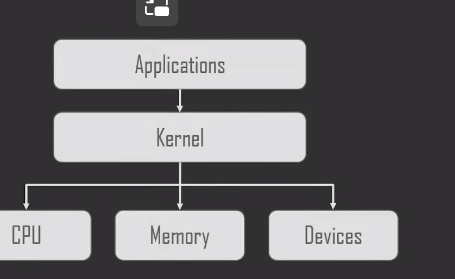 Applications
Kernel
CPU
Memory
Devices